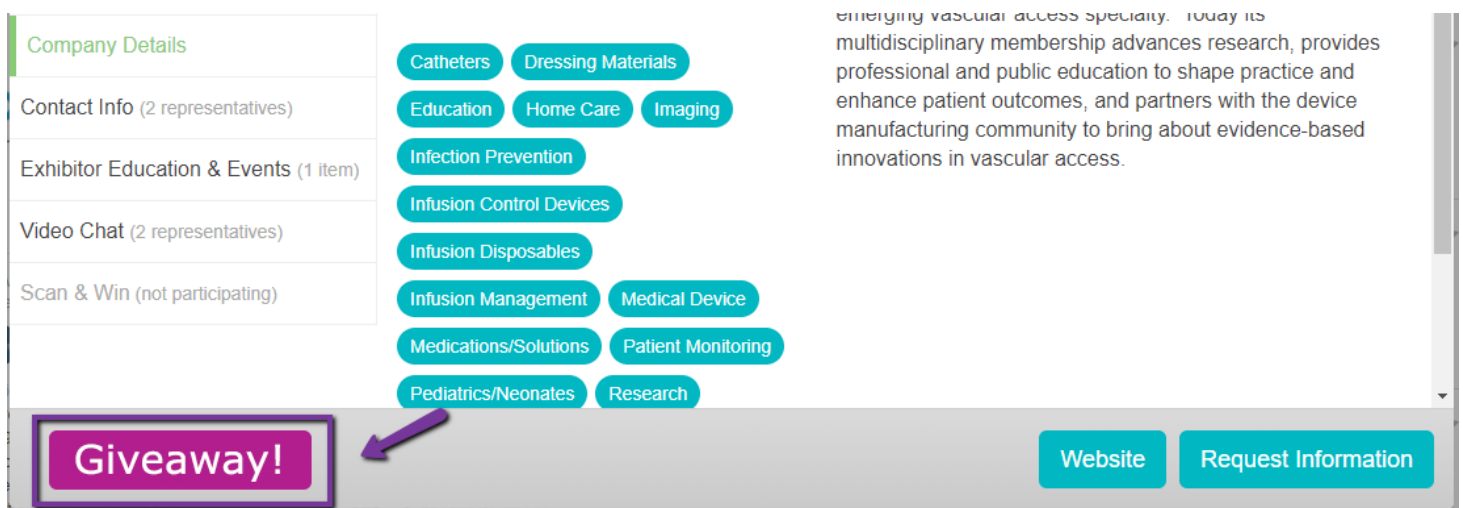 Company Details
Contact Info (2 representatives)
Exhibitor Education & Events (1 item)
Video Chat (2 representatives)
Scan & Win (not participating)
Catheters Dressing Materials
Education Home Care Imaging
Infection Prevention
Infusion Control Devices
Infusion Disposables
Infusion Management Medical Device
Medications/Solutions Patient Monitoring
Pediatrics/Neonates Research
emerging vascular access specialty. Today its
multidisciplinary membership advances research, provides
professional and public education to shape practice and
enhance patient outcomes, and partners with the device
manufacturing community to bring about evidence-based
innovations in vascular access.
Giveaway!
Website Request Information